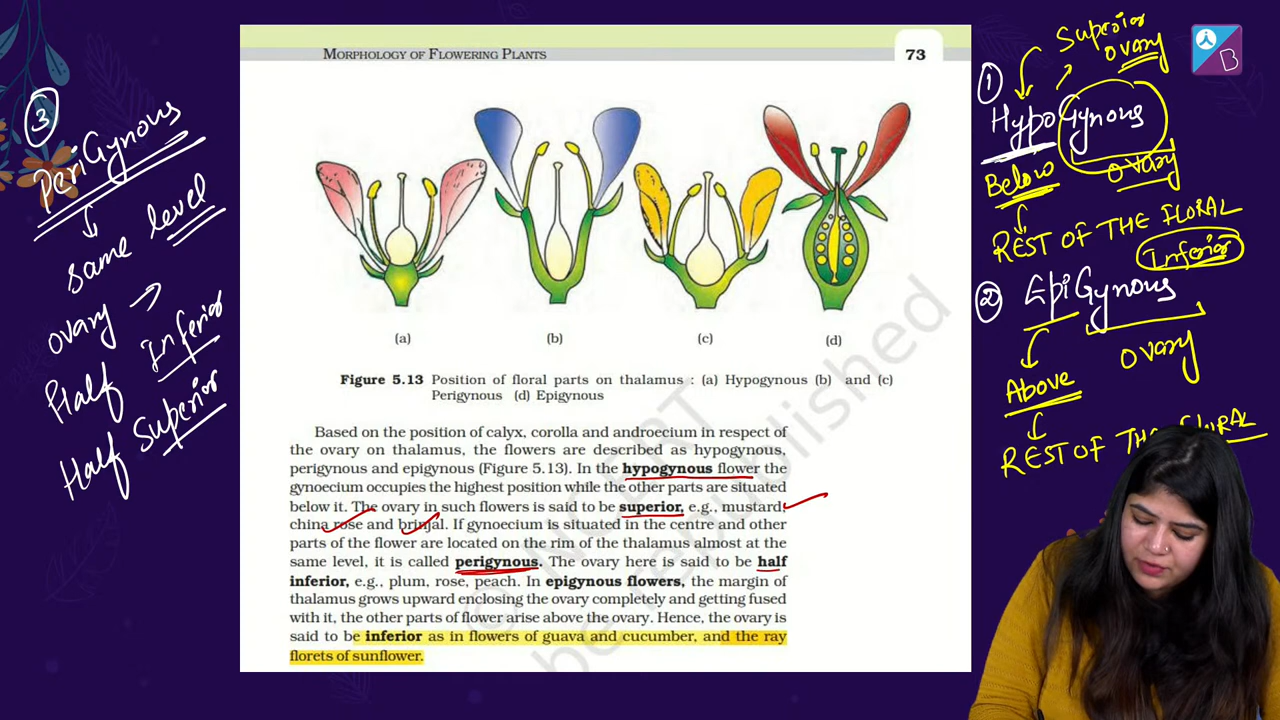 MORPHOLOGY OF FLOWERING PLANTS
73
(a)
(b)
(c)
(d)
Figure 5.13 Position of floral parts on thalamus : (a) Hypogynous (b) and (c)
Perigynous (d) Epigynous
Based on the position of calyx, corolla and androecium in respect of
the ovary on thalamus, the flowers are described as hypogynous,
perigynous and epigynous (Figure 5.13). In the hypogynous flower the
gynoecium occupies the highest position while the other parts are situated
below it. The ovary in such flowers is said to be superior, e.g., mustard,
china rose and brinjal. If gynoecium is situated in the centre and other
parts of the flower are located on the rim of the thalamus almost at the
same level, it is called perigynous. The ovary here is said to be half
inferior, e.g., plum, rose, peach. In epigynous flowers, the margin of
thalamus grows upward enclosing the ovary completely and getting fused
with it, the other parts of flower arise above the ovary. Hence, the ovary is
said to be inferior as in flowers of guava and cucumber, and the ray
florets of sunflower.
© NCERT
be republished
③
PeriGynous
same level
ovary →
Half Inferior
Half Superior
Superior
ovary
①
HypoGynous
Below ovary
REST OF THE FLORAL
Inferior
② EpiGynous
ovary
Above
REST OF THE FLORAL
B